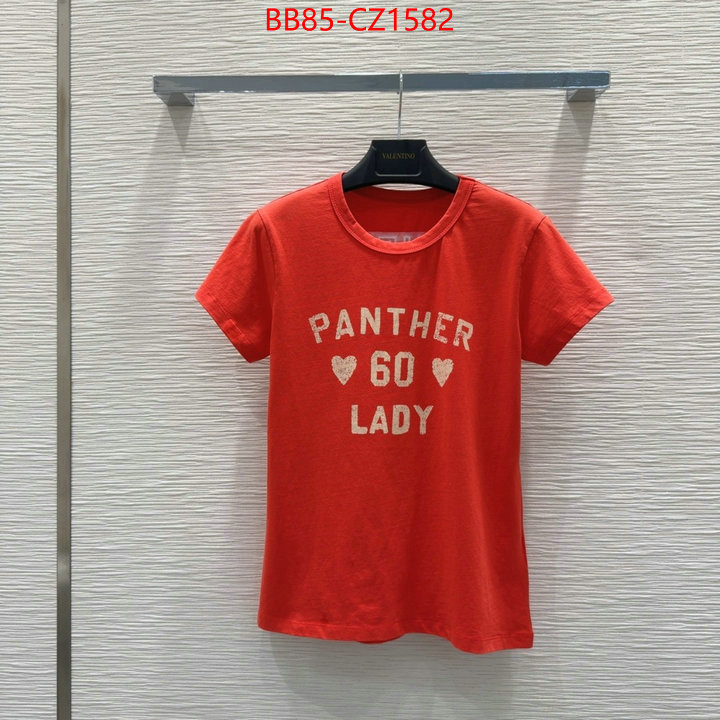 BB85-CZ1582
VALENTINO
PANTHER
60
LADY